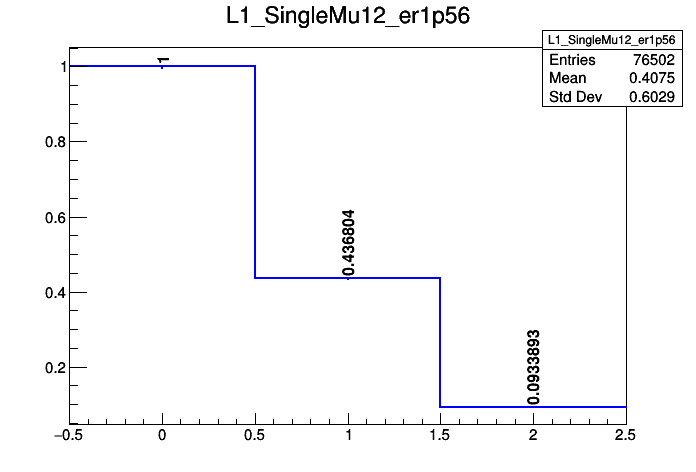 L1_SingleMu12_er1p56
L1_SingleMu12_er1p56
Entries 76502
Mean 0.4075
Std Dev 0.6029
1
0.8
0.6
0.4
0.2
1
0.436804
0.0933893
−0.5 0 0.5 1 1.5 2 2.5